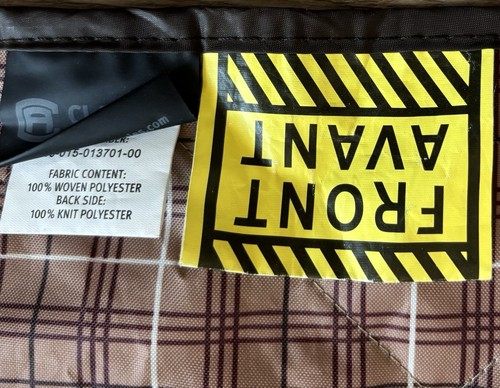 015-013701-00
FABRIC CONTENT:
100% WOVEN POLYESTER
BACK SIDE:
100% KNIT POLYESTER
FRONT
AVANT